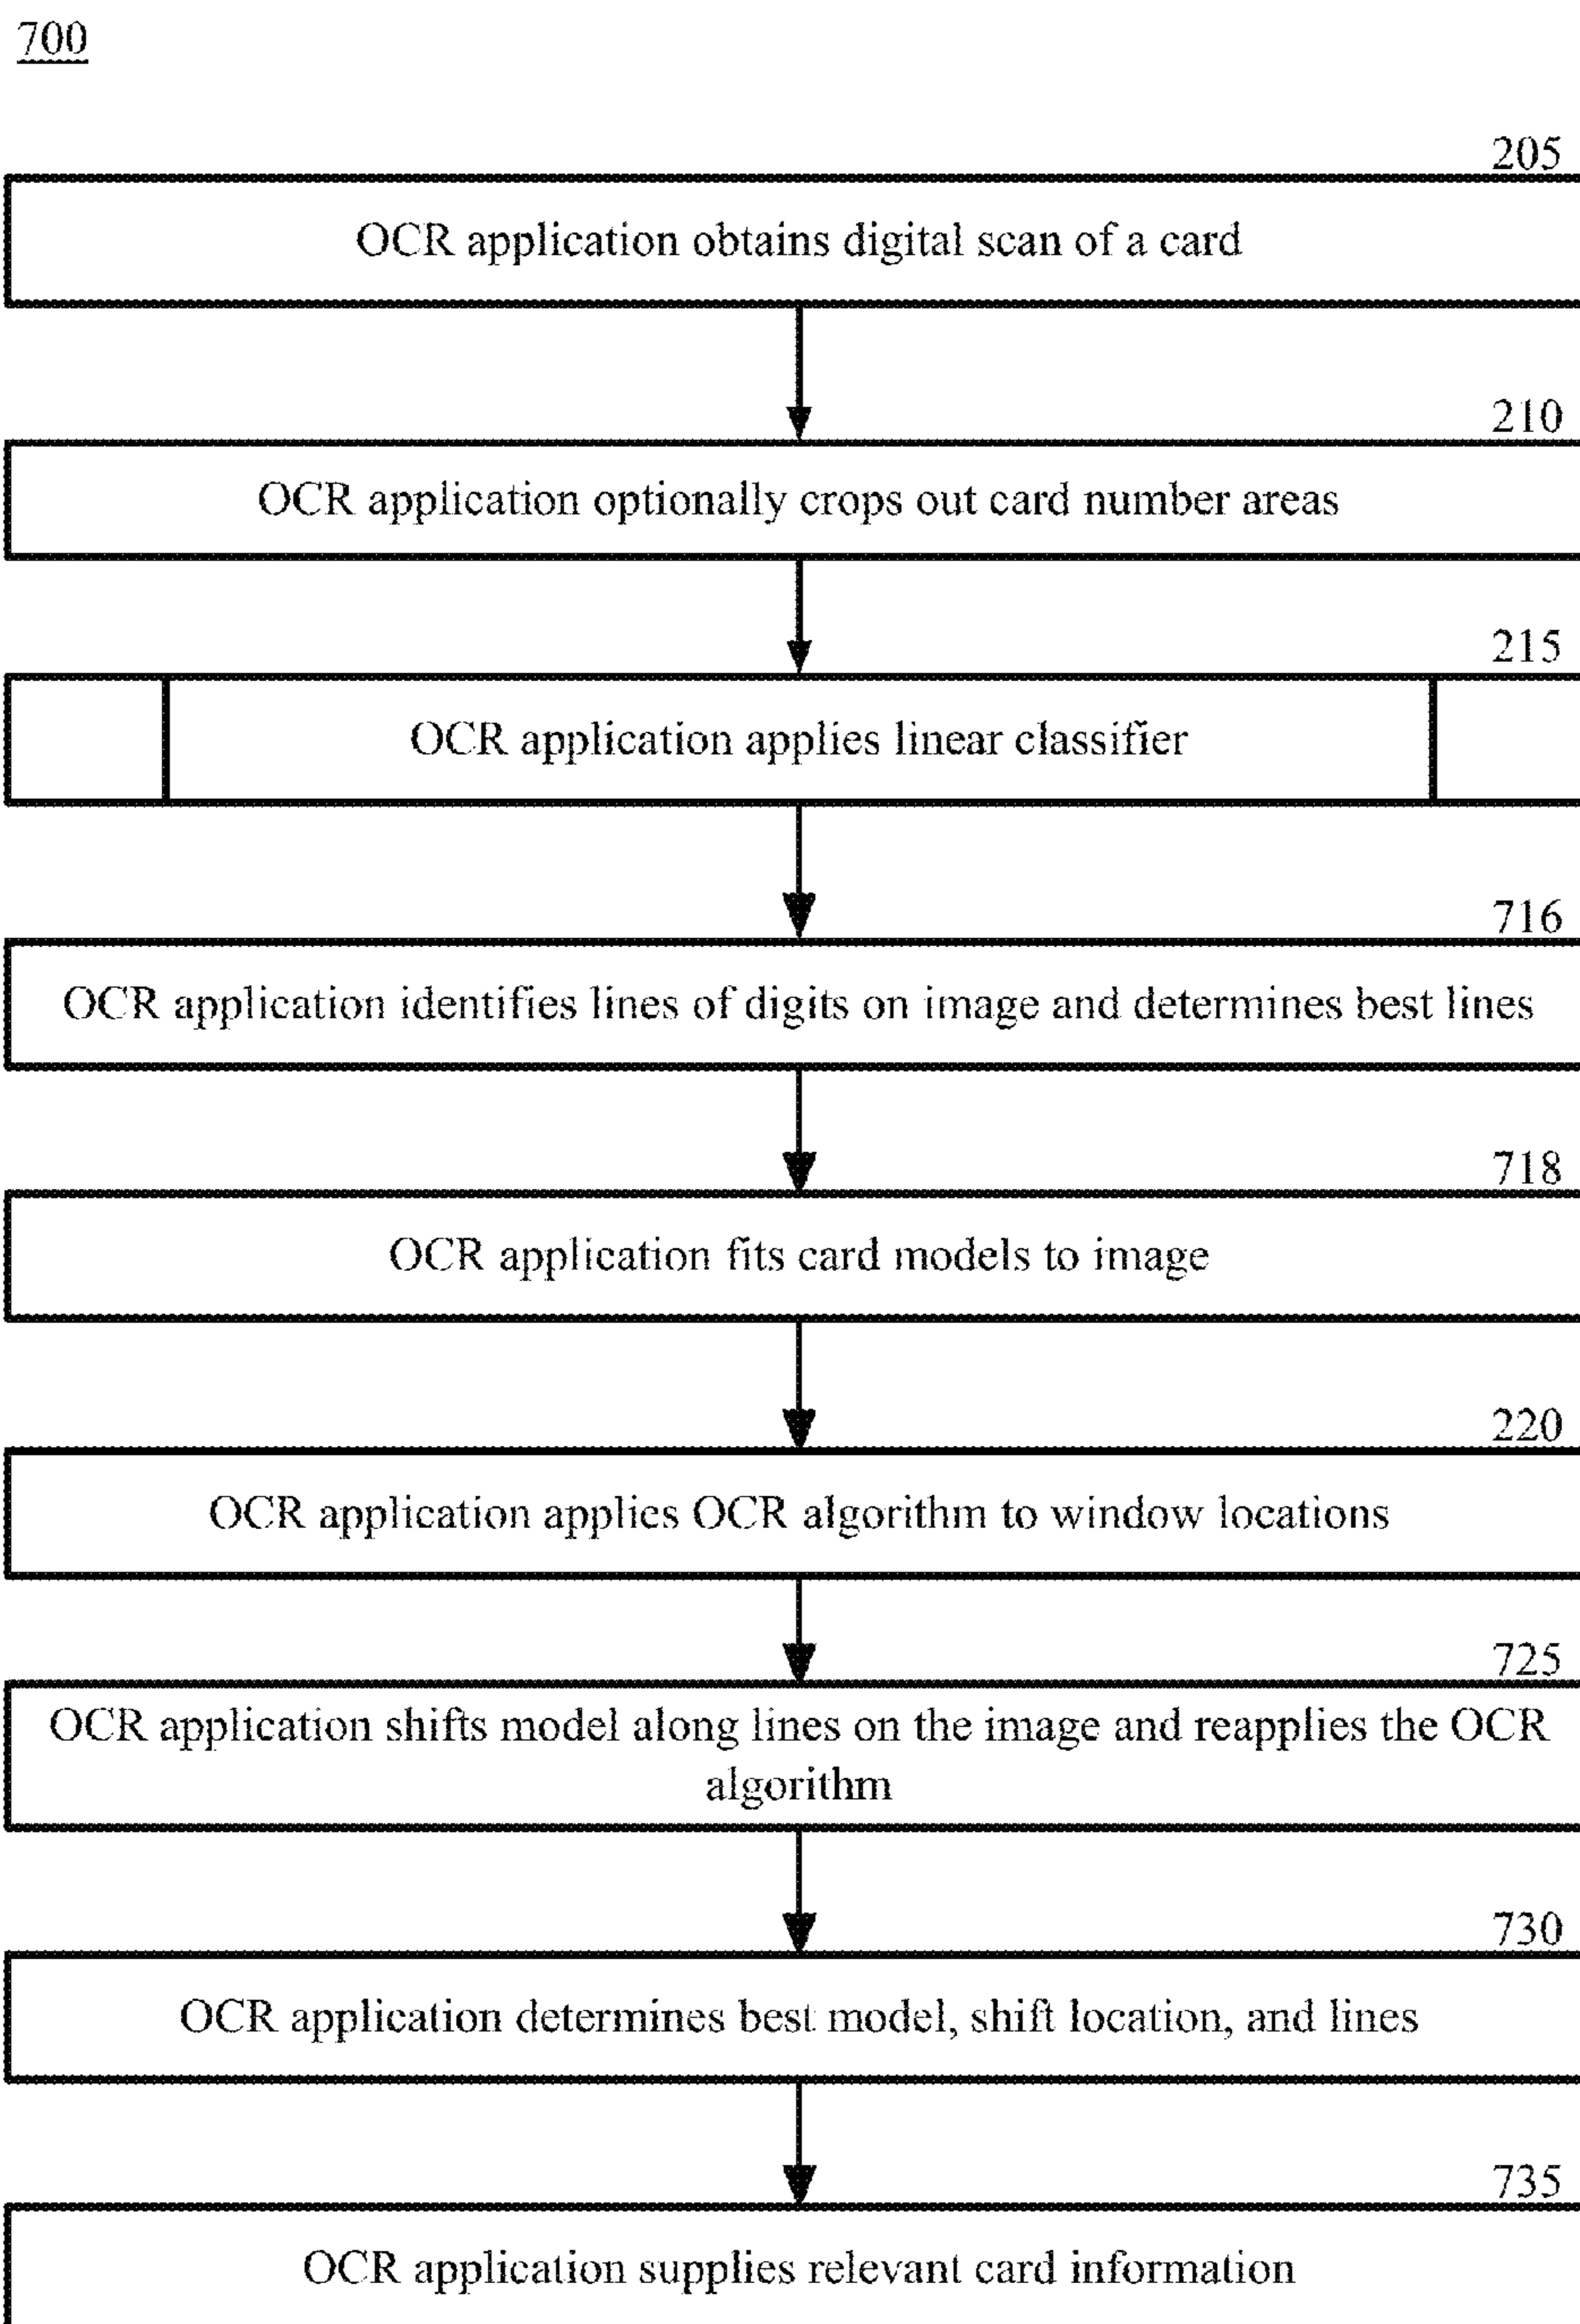 700
205
OCR application obtains digital scan of a card
210
OCR application optionally crops out card number areas
215
OCR application applies linear classifier
716
OCR application identifies lines of digits on image and determines best lines
718
OCR application fits card models to image
220
OCR application applies OCR algorithm to window locations
725
OCR application shifts model along lines on the image and reapplies the OCR
algorithm
730
OCR application determines best model, shift location, and lines
735
OCR application supplies relevant card information